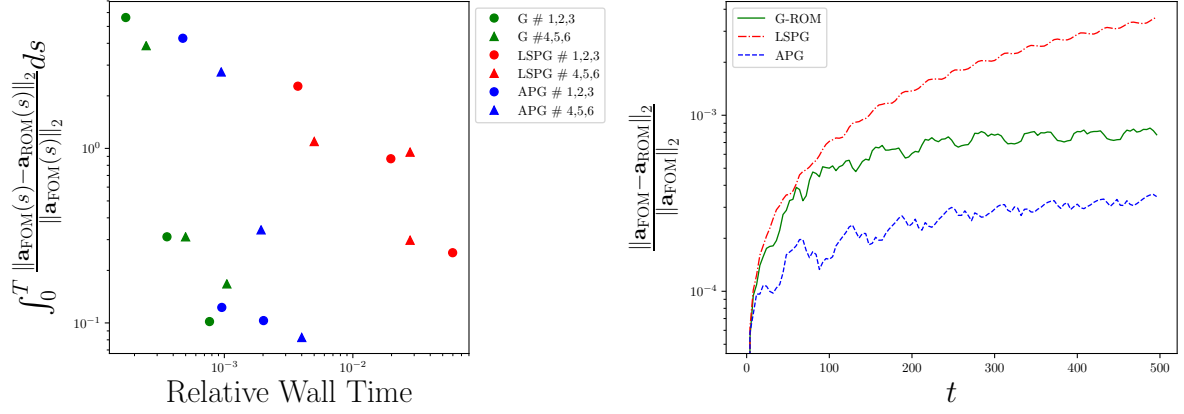 ∫₀ᵀ ‖a_FOM(s)−a_ROM(s)‖₂ / ‖a_FOM(s)‖₂ ds
10⁰
10⁻¹
10⁻³
10⁻²
Relative Wall Time
G # 1,2,3
G #4,5,6
LSPG # 1,2,3
LSPG # 4,5,6
APG # 1,2,3
APG # 4,5,6
‖a_FOM−a_ROM‖₂ / ‖a_FOM‖₂
10⁻³
10⁻⁴
G-ROM
LSPG
APG
0
100
200
300
400
500
t